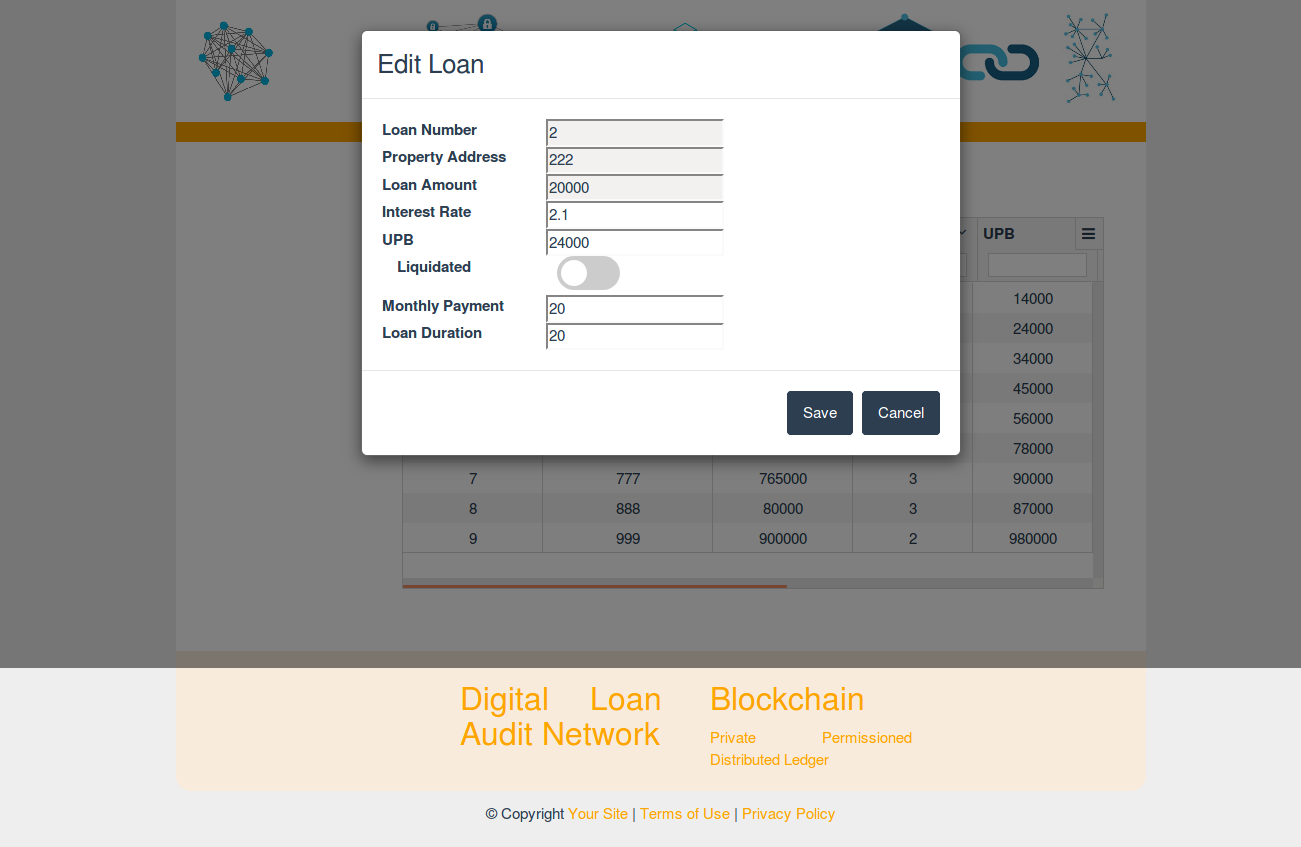 Edit Loan
Loan Number 2
Property Address 222
Loan Amount 20000
Interest Rate 2.1
UPB 24000
Liquidated
Monthly Payment 20
Loan Duration 20
Save Cancel
UPB
14000
24000
34000
45000
56000
78000
7 777 765000 3 90000
8 888 80000 3 87000
9 999 900000 2 980000
Digital Loan
Audit Network
Blockchain
Private Permissioned
Distributed Ledger
© Copyright Your Site | Terms of Use | Privacy Policy